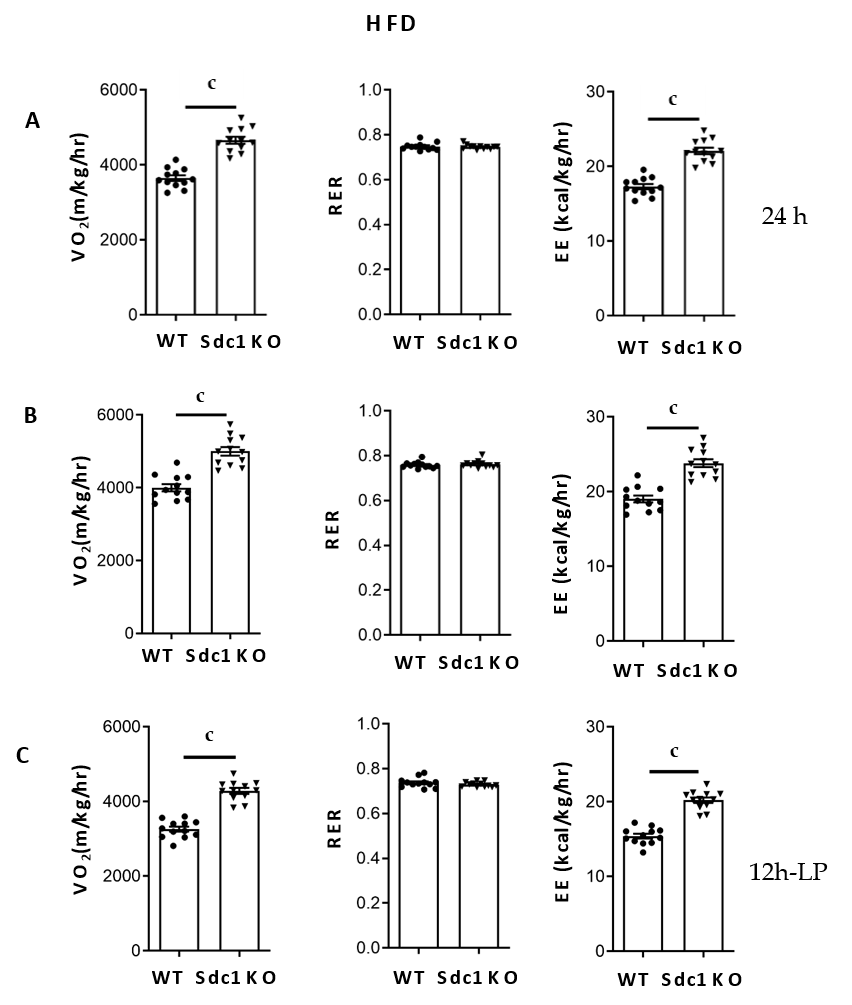 HFD
A
VO2(m/kg/hr)
6000
4000
2000
0
c
WT Sdc1 KO
RER
1.0
0.8
0.6
0.4
0.2
0.0
WT Sdc1 KO
EE (kcal/kg/hr)
30
20
10
0
c
WT Sdc1 KO
24 h
B
VO2(m/kg/hr)
6000
4000
2000
0
c
WT Sdc1 KO
RER
1.0
0.8
0.6
0.4
0.2
0.0
WT Sdc1 KO
EE (kcal/kg/hr)
30
20
10
0
c
WT Sdc1 KO
C
VO2(m/kg/hr)
6000
4000
2000
0
c
WT Sdc1 KO
RER
1.0
0.8
0.6
0.4
0.2
0.0
WT Sdc1 KO
EE (kcal/kg/hr)
30
20
10
0
c
WT Sdc1 KO
12h-LP